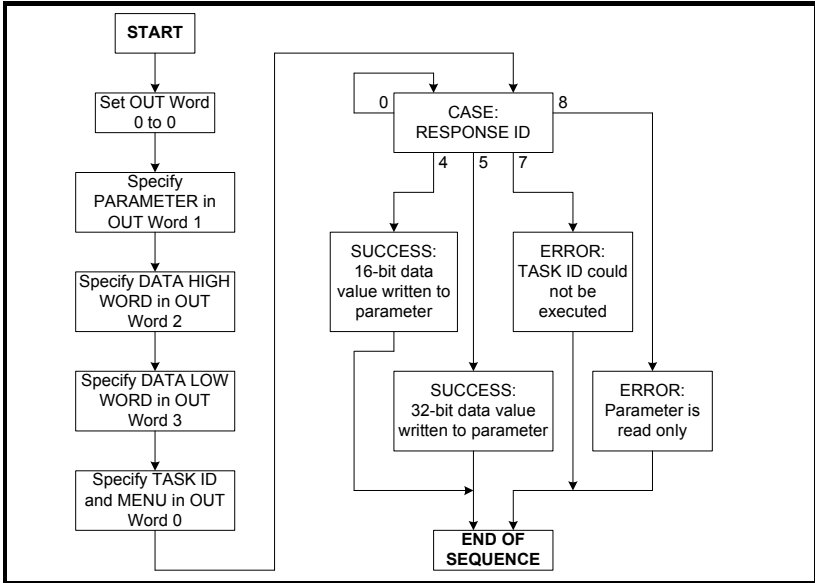 START
Set OUT Word
0 to 0
Specify
PARAMETER in
OUT Word 1
Specify DATA HIGH
WORD in OUT
Word 2
Specify DATA LOW
WORD in OUT
Word 3
Specify TASK ID
and MENU in OUT
Word 0
CASE:
RESPONSE ID
0
8
4
5
7
SUCCESS:
16-bit data
value written to
parameter
ERROR:
TASK ID could
not be
executed
SUCCESS:
32-bit data value
written to parameter
ERROR:
Parameter is
read only
END OF
SEQUENCE